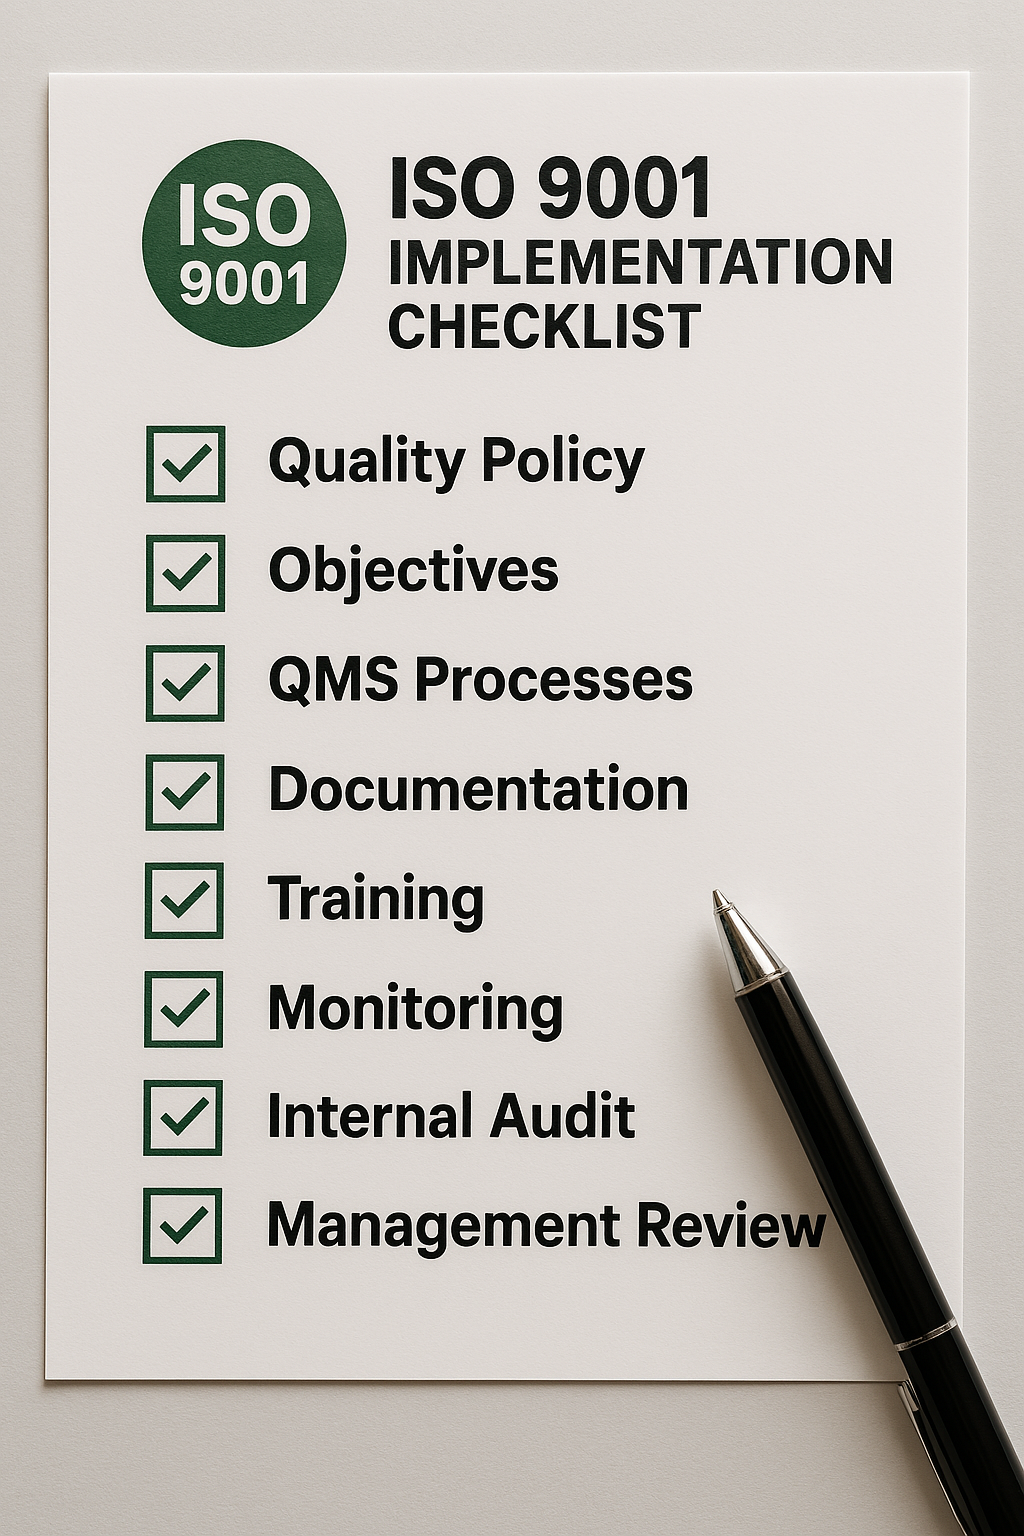 ISO
9001
ISO 9001
IMPLEMENTATION
CHECKLIST
Quality Policy
Objectives
QMS Processes
Documentation
Training
Monitoring
Internal Audit
Management Review